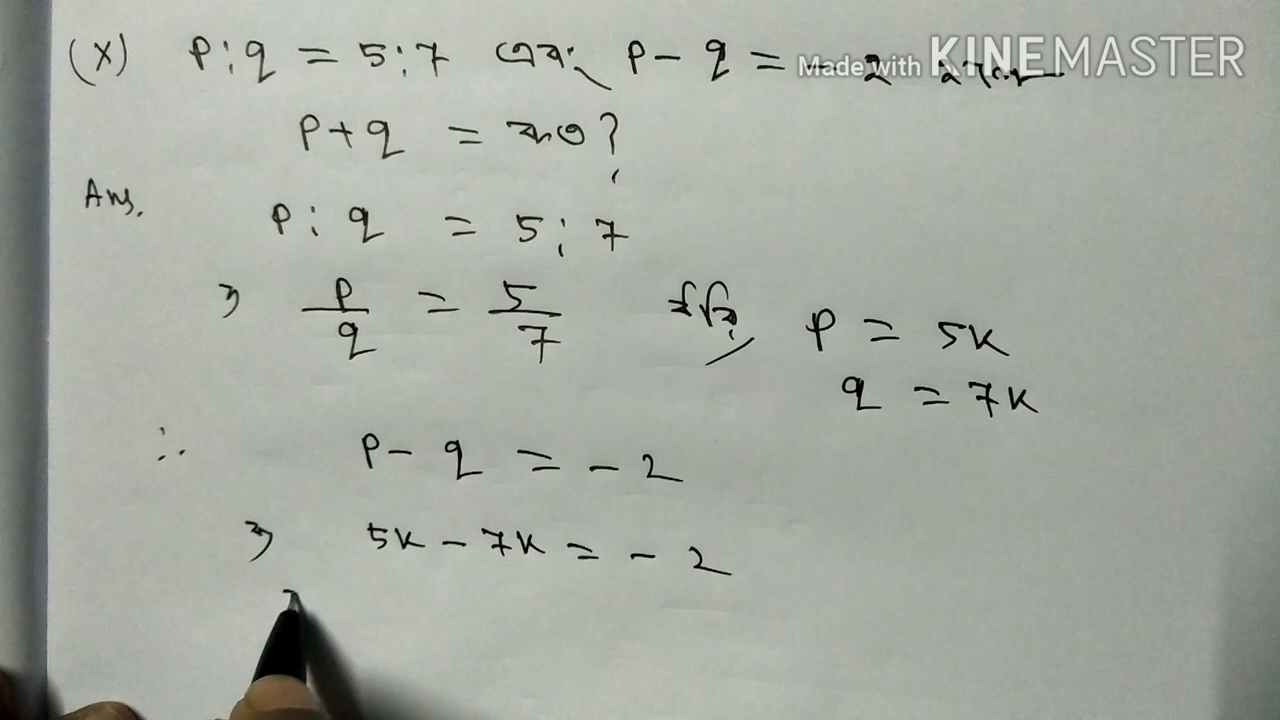 (x) P : q = 5 : 7 এবং P - q = - 2 হলে
Made with KINEMASTER
P + q = কত ?
Ans.
P : q = 5 : 7
⇒ P/q = 5/7 ধরি, P = 5k
q = 7k
∴ P - q = - 2
⇒ 5k - 7k = - 2